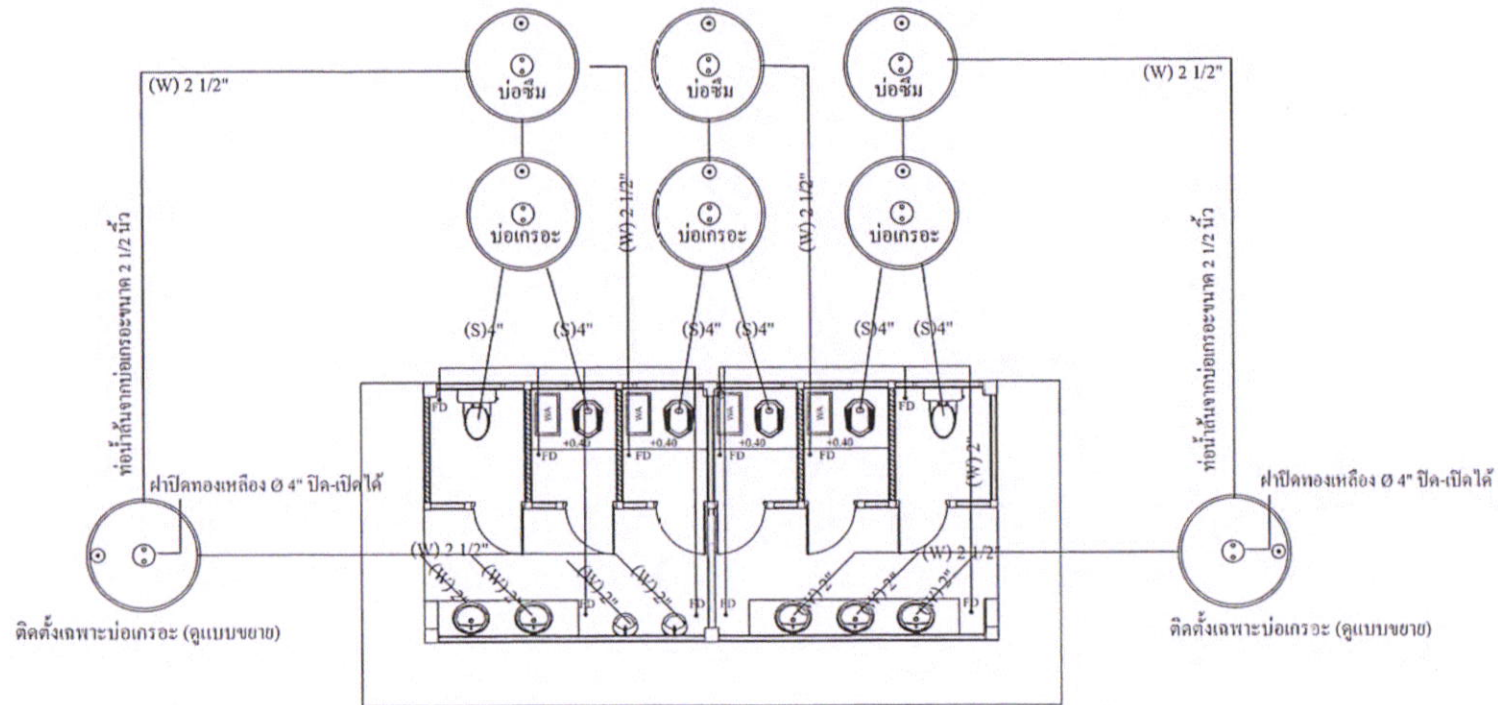 (W) 2 1/2"
บ่อซึม
บ่อซึม
บ่อซึม
(W) 2 1/2"
ท่อน้ำล้นจากบ่อเกรอะขนาด 2 1/2 นิ้ว
บ่อเกรอะ
(W) 2 1/2"
บ่อเกรอะ
(W) 2 1/2"
บ่อเกรอะ
ท่อน้ำล้นจากบ่อเกรอะขนาด 2 1/2 นิ้ว
(S)4"
(S)4"
(S)4"
(S)4"
(S)4"
(S)4"
FD
WA
WA
WA
WA
FD
+0.40
+0.40
+0.40
+0.40
FD
FD
FD
FD
(W) 2"
ฝาปิดทองเหลือง Ø 4" ปิด-เปิดได้
ฝาปิดทองเหลือง Ø 4" ปิด-เปิดได้
(W) 2 1/2"
(W) 2 1/2"
(W) 2"
(W) 2"
(W) 2"
(W) 2"
(W) 2"
(W) 2"
(W) 2"
FD
FD
FD
FD
(W) 2"
ติดตั้งเฉพาะบ่อเกรอะ (ดูแบบขยาย)
ติดตั้งเฉพาะบ่อเกรอะ (ดูแบบขยาย)